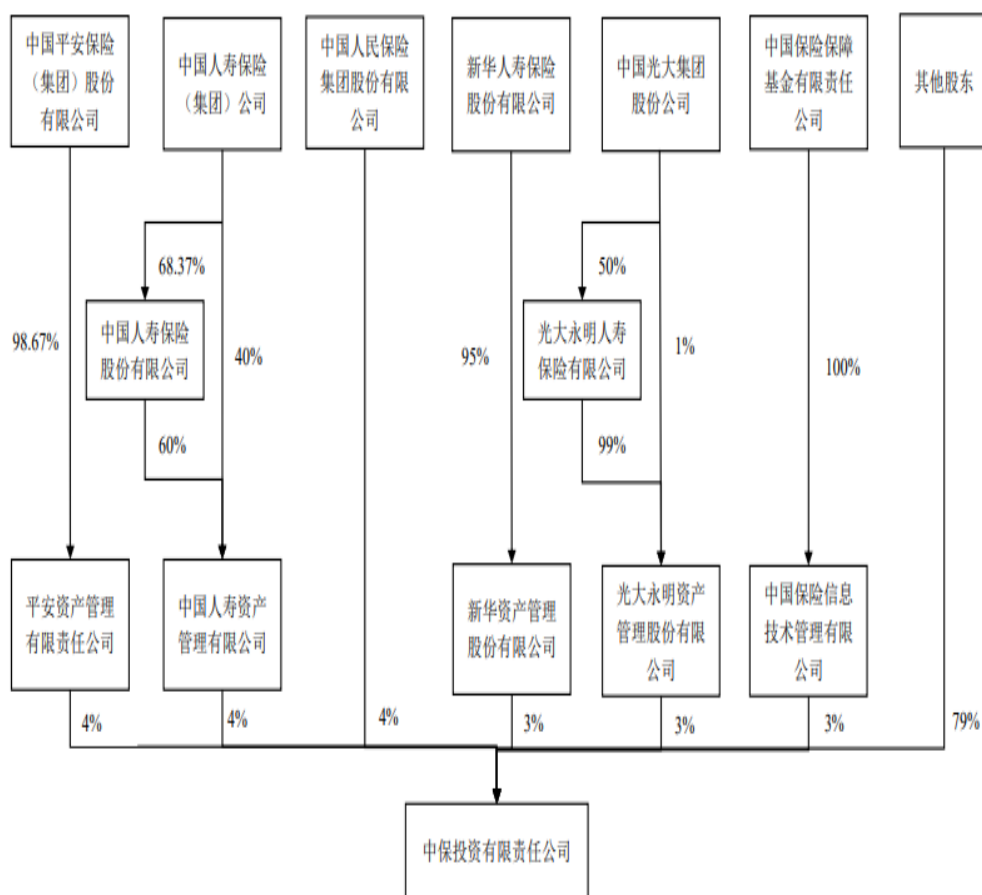 中国平安保险
（集团）股份
有限公司
中国人寿保险
（集团）公司
中国人民保险
集团股份有限
公司
新华人寿保险
股份有限公司
中国光大集团
股份公司
中国保险保障
基金有限责任
公司
其他股东
68.37%
50%
98.67%
中国人寿保险
股份有限公司
40%
95%
光大永明人寿
保险有限公司
1%
100%
60%
99%
平安资产管理
有限责任公司
中国人寿资产
管理有限公司
新华资产管理
股份有限公司
光大永明资产
管理股份有限
公司
中国保险信息
技术管理有限
公司
4%
4%
4%
3%
3%
3%
79%
中保投资有限责任公司